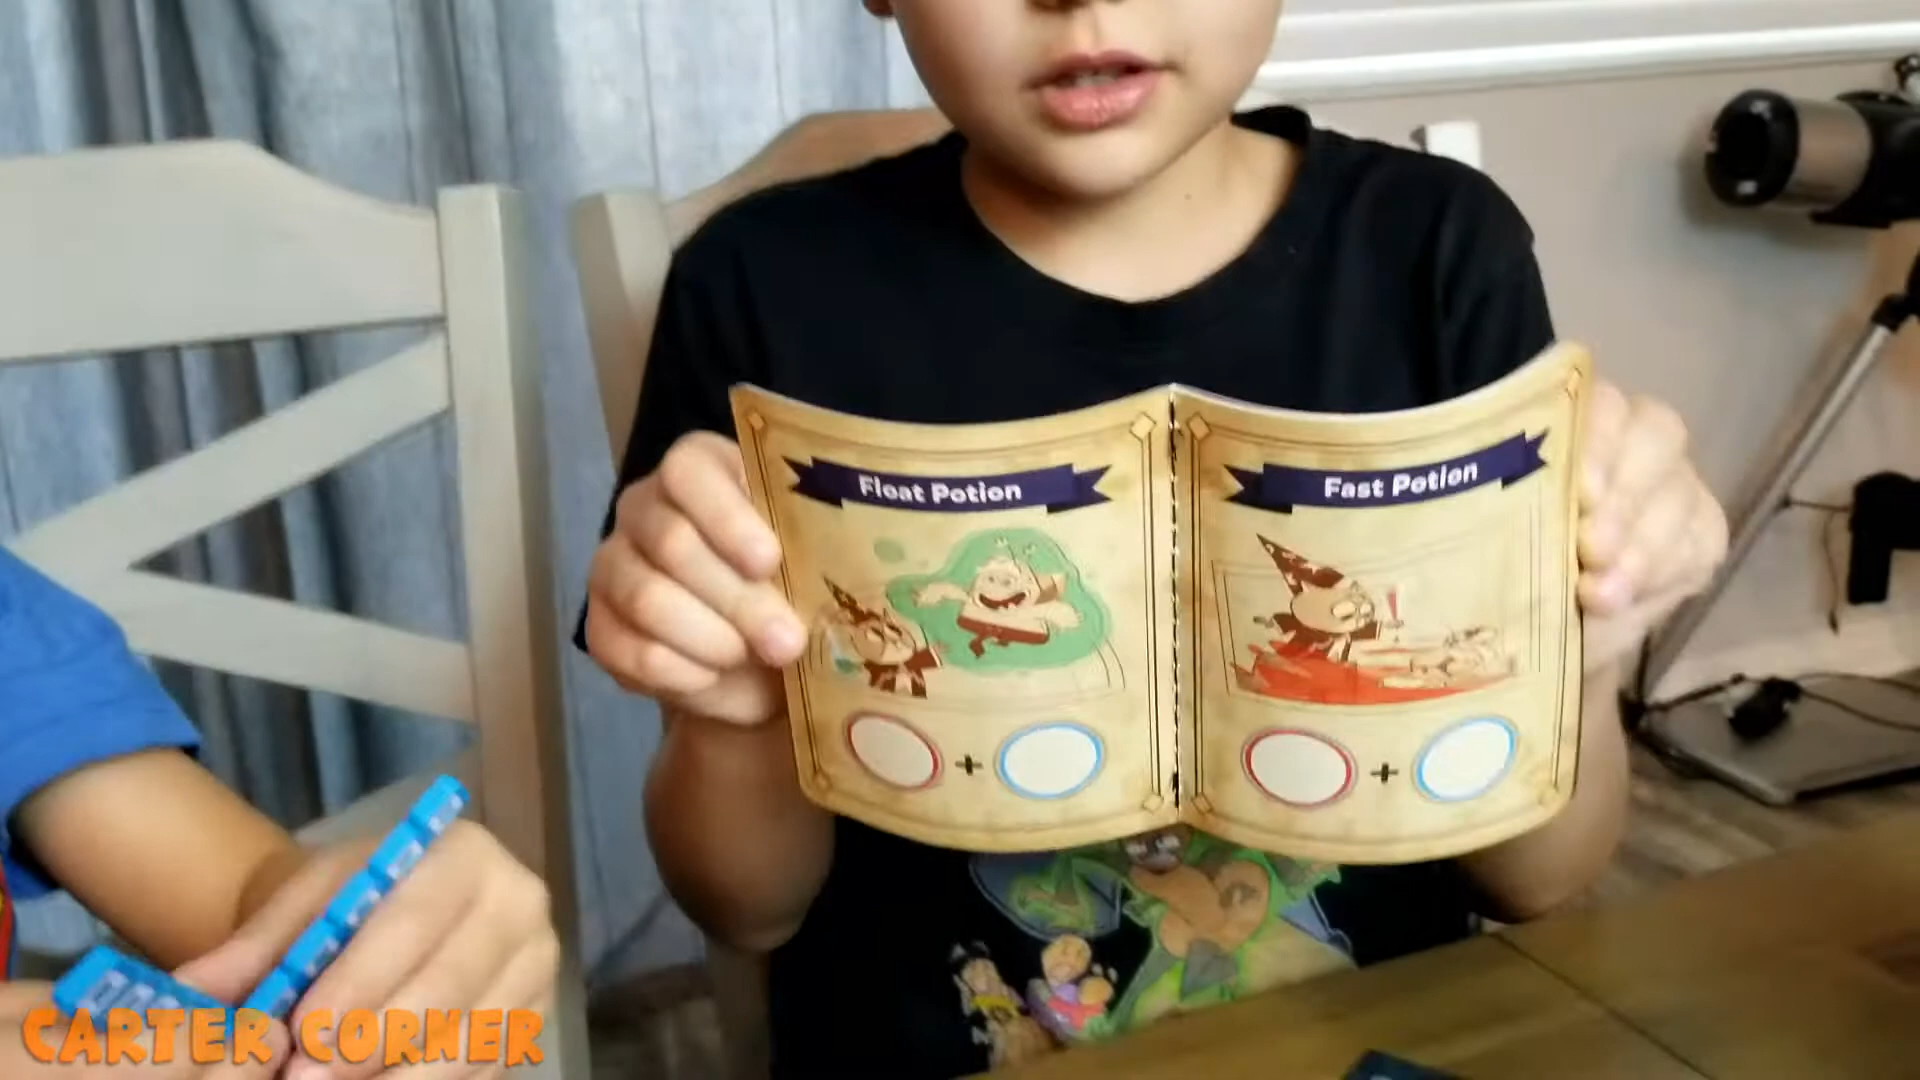 Float Potion
Fast Potion
+
+
CARTER CORNER